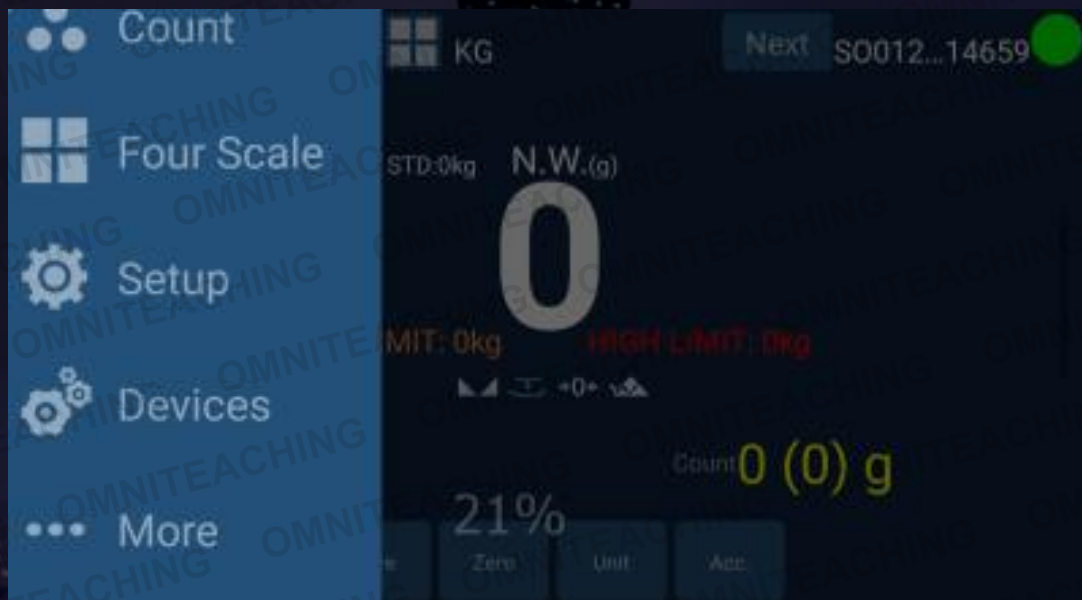 Count
Four Scale
Setup
Devices
More
KG
Next
SO012...14659
STD:0kg
N.W.(g)
0
MIT: 0kg
HIGH LIMIT: 0kg
→0←
Count 0 (0) g
21%
e
Zero
Unit
Acc
OMNITEACHING